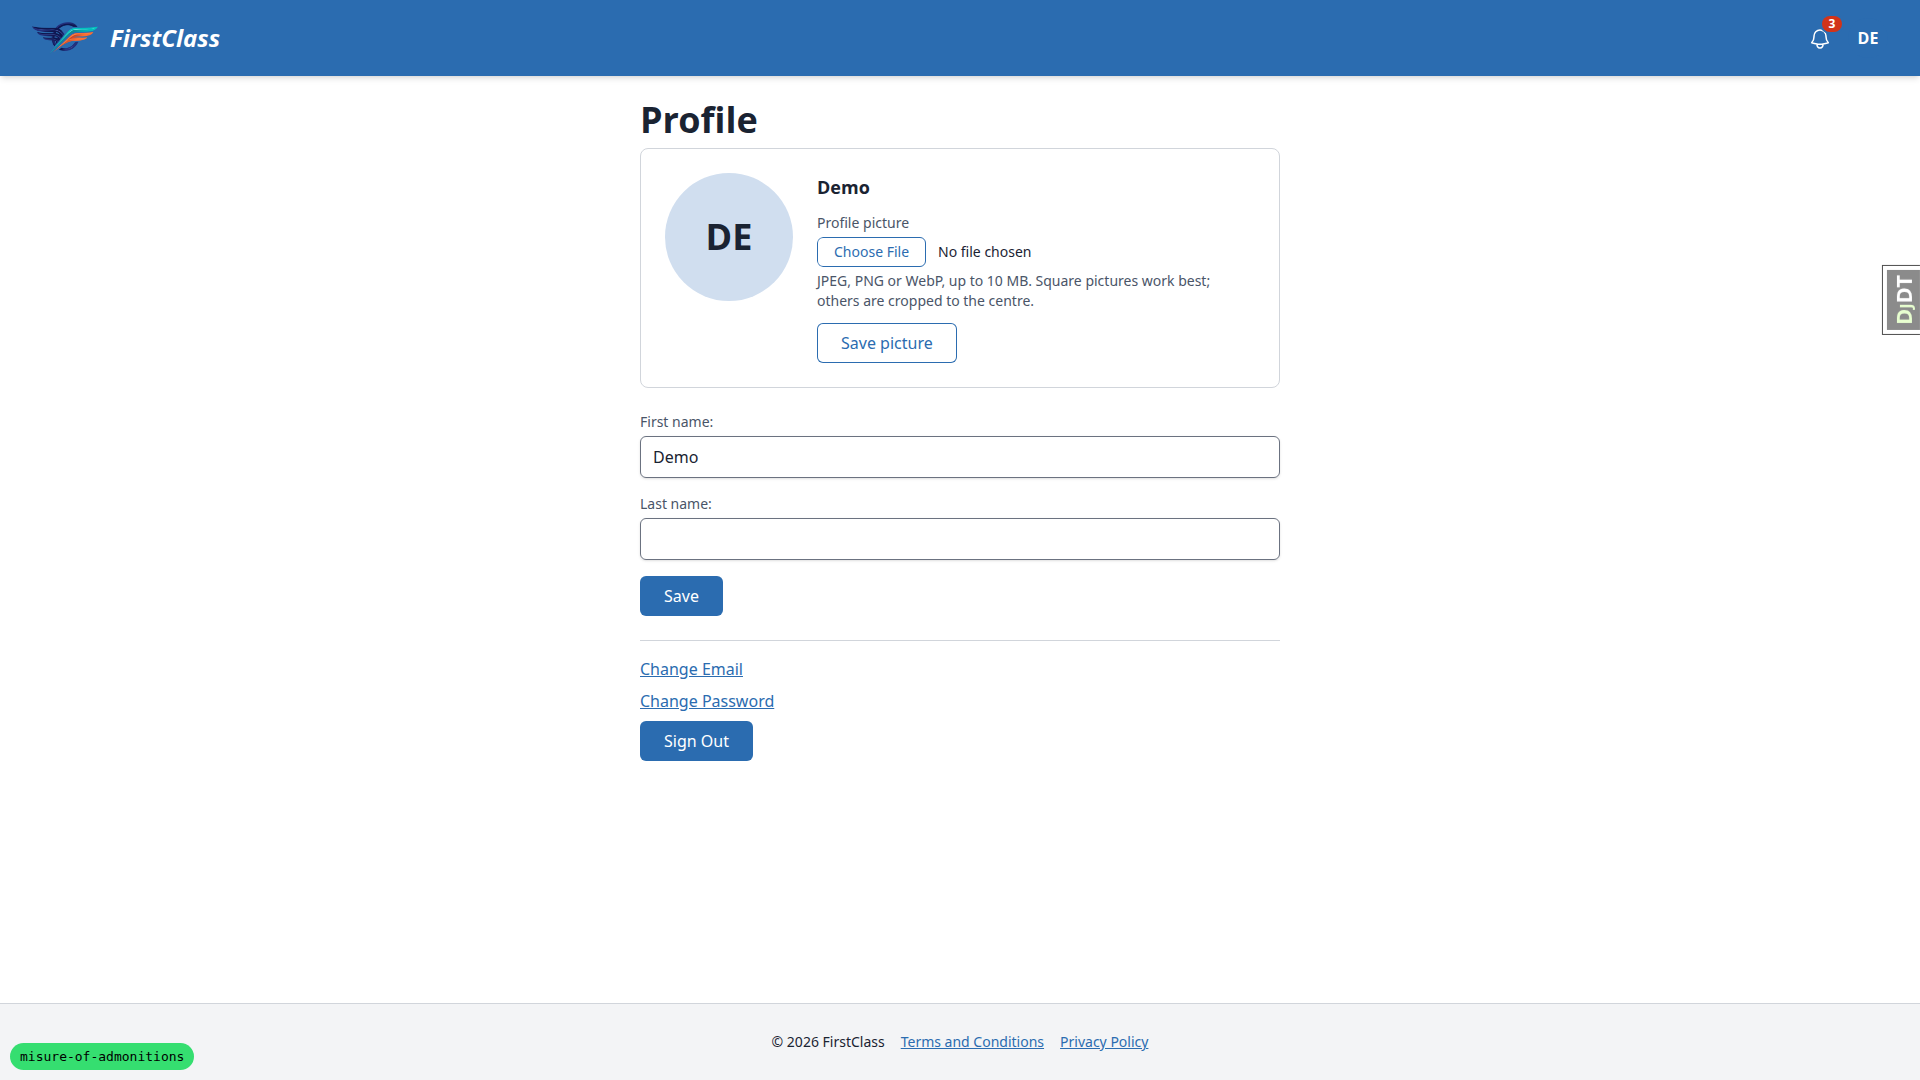 FirstClass
3
DE
Profile
DE
Demo
Profile picture
Choose File No file chosen
JPEG, PNG or WebP, up to 10 MB. Square pictures work best;
others are cropped to the centre.
Save picture
DJDT
First name:
Demo
Last name:
Save
Change Email
Change Password
Sign Out
© 2026 FirstClass Terms and Conditions Privacy Policy
misure-of-admonitions